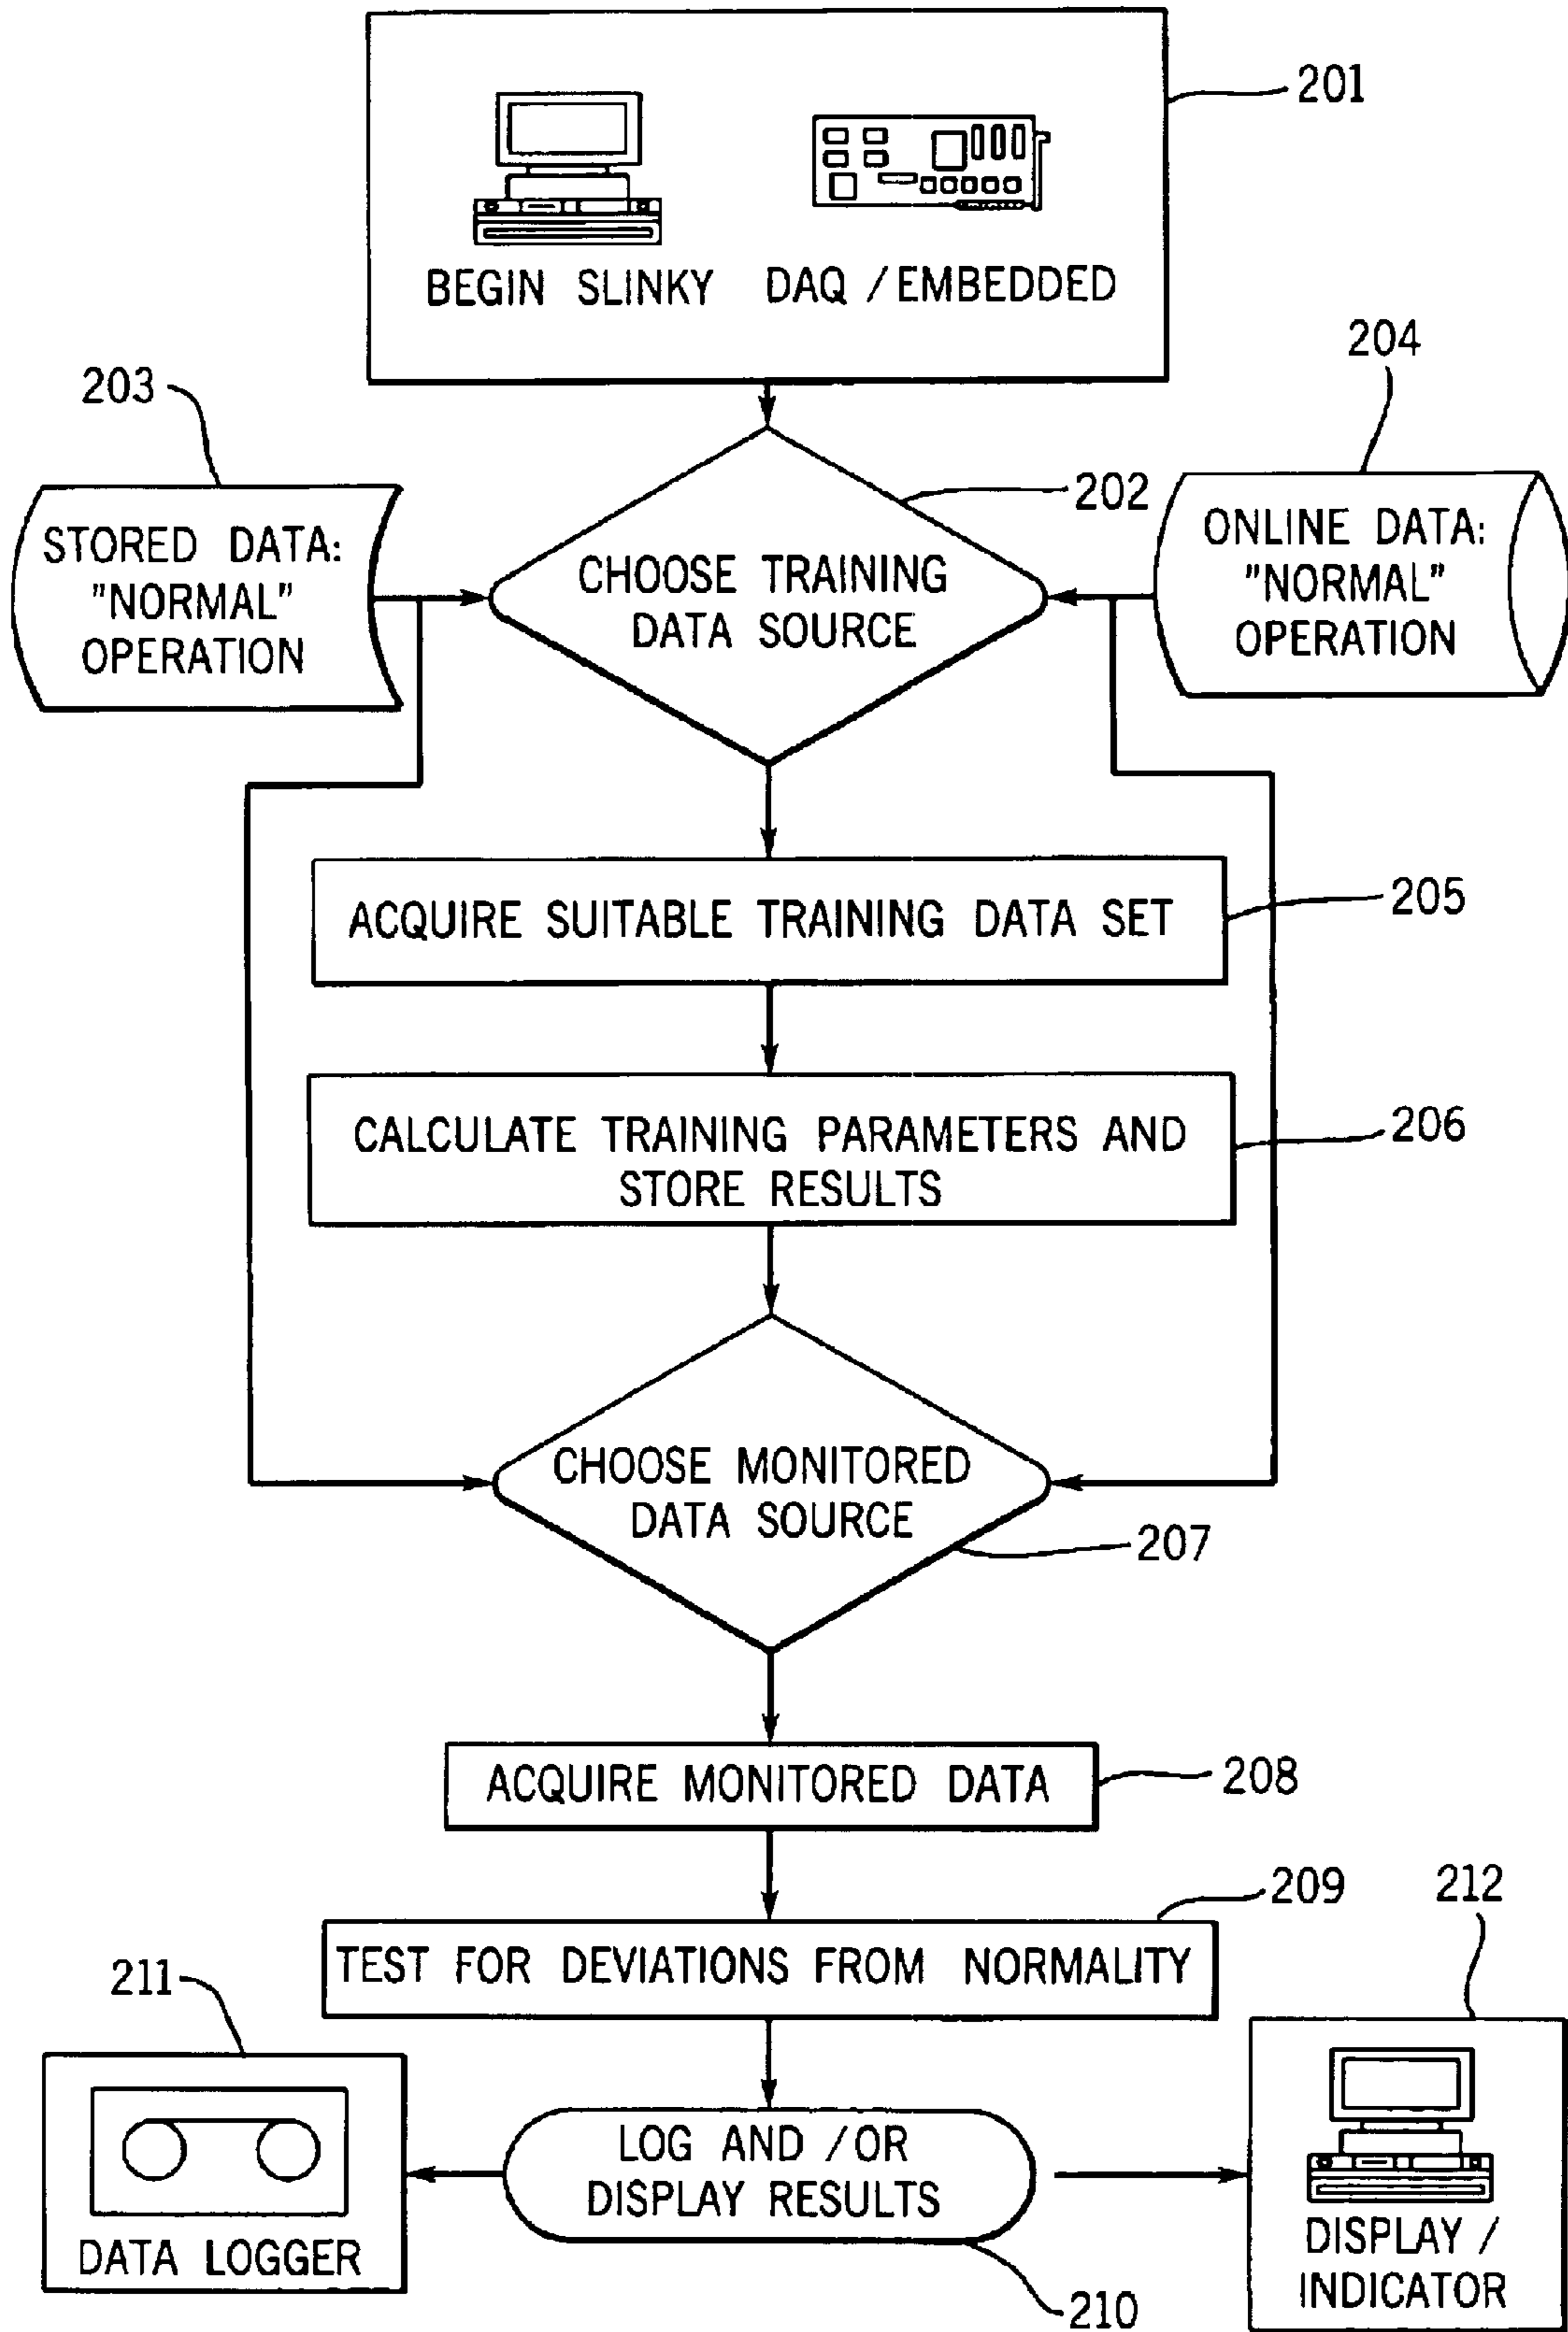 201
BEGIN SLINKY DAQ / EMBEDDED
203
204
202
STORED DATA:
"NORMAL"
OPERATION
CHOOSE TRAINING
DATA SOURCE
ONLINE DATA:
"NORMAL"
OPERATION
ACQUIRE SUITABLE TRAINING DATA SET
205
CALCULATE TRAINING PARAMETERS AND
STORE RESULTS
206
CHOOSE MONITORED
DATA SOURCE
207
ACQUIRE MONITORED DATA
208
209
TEST FOR DEVIATIONS FROM NORMALITY
211
212
LOG AND /OR
DISPLAY RESULTS
DATA LOGGER
DISPLAY /
INDICATOR
210